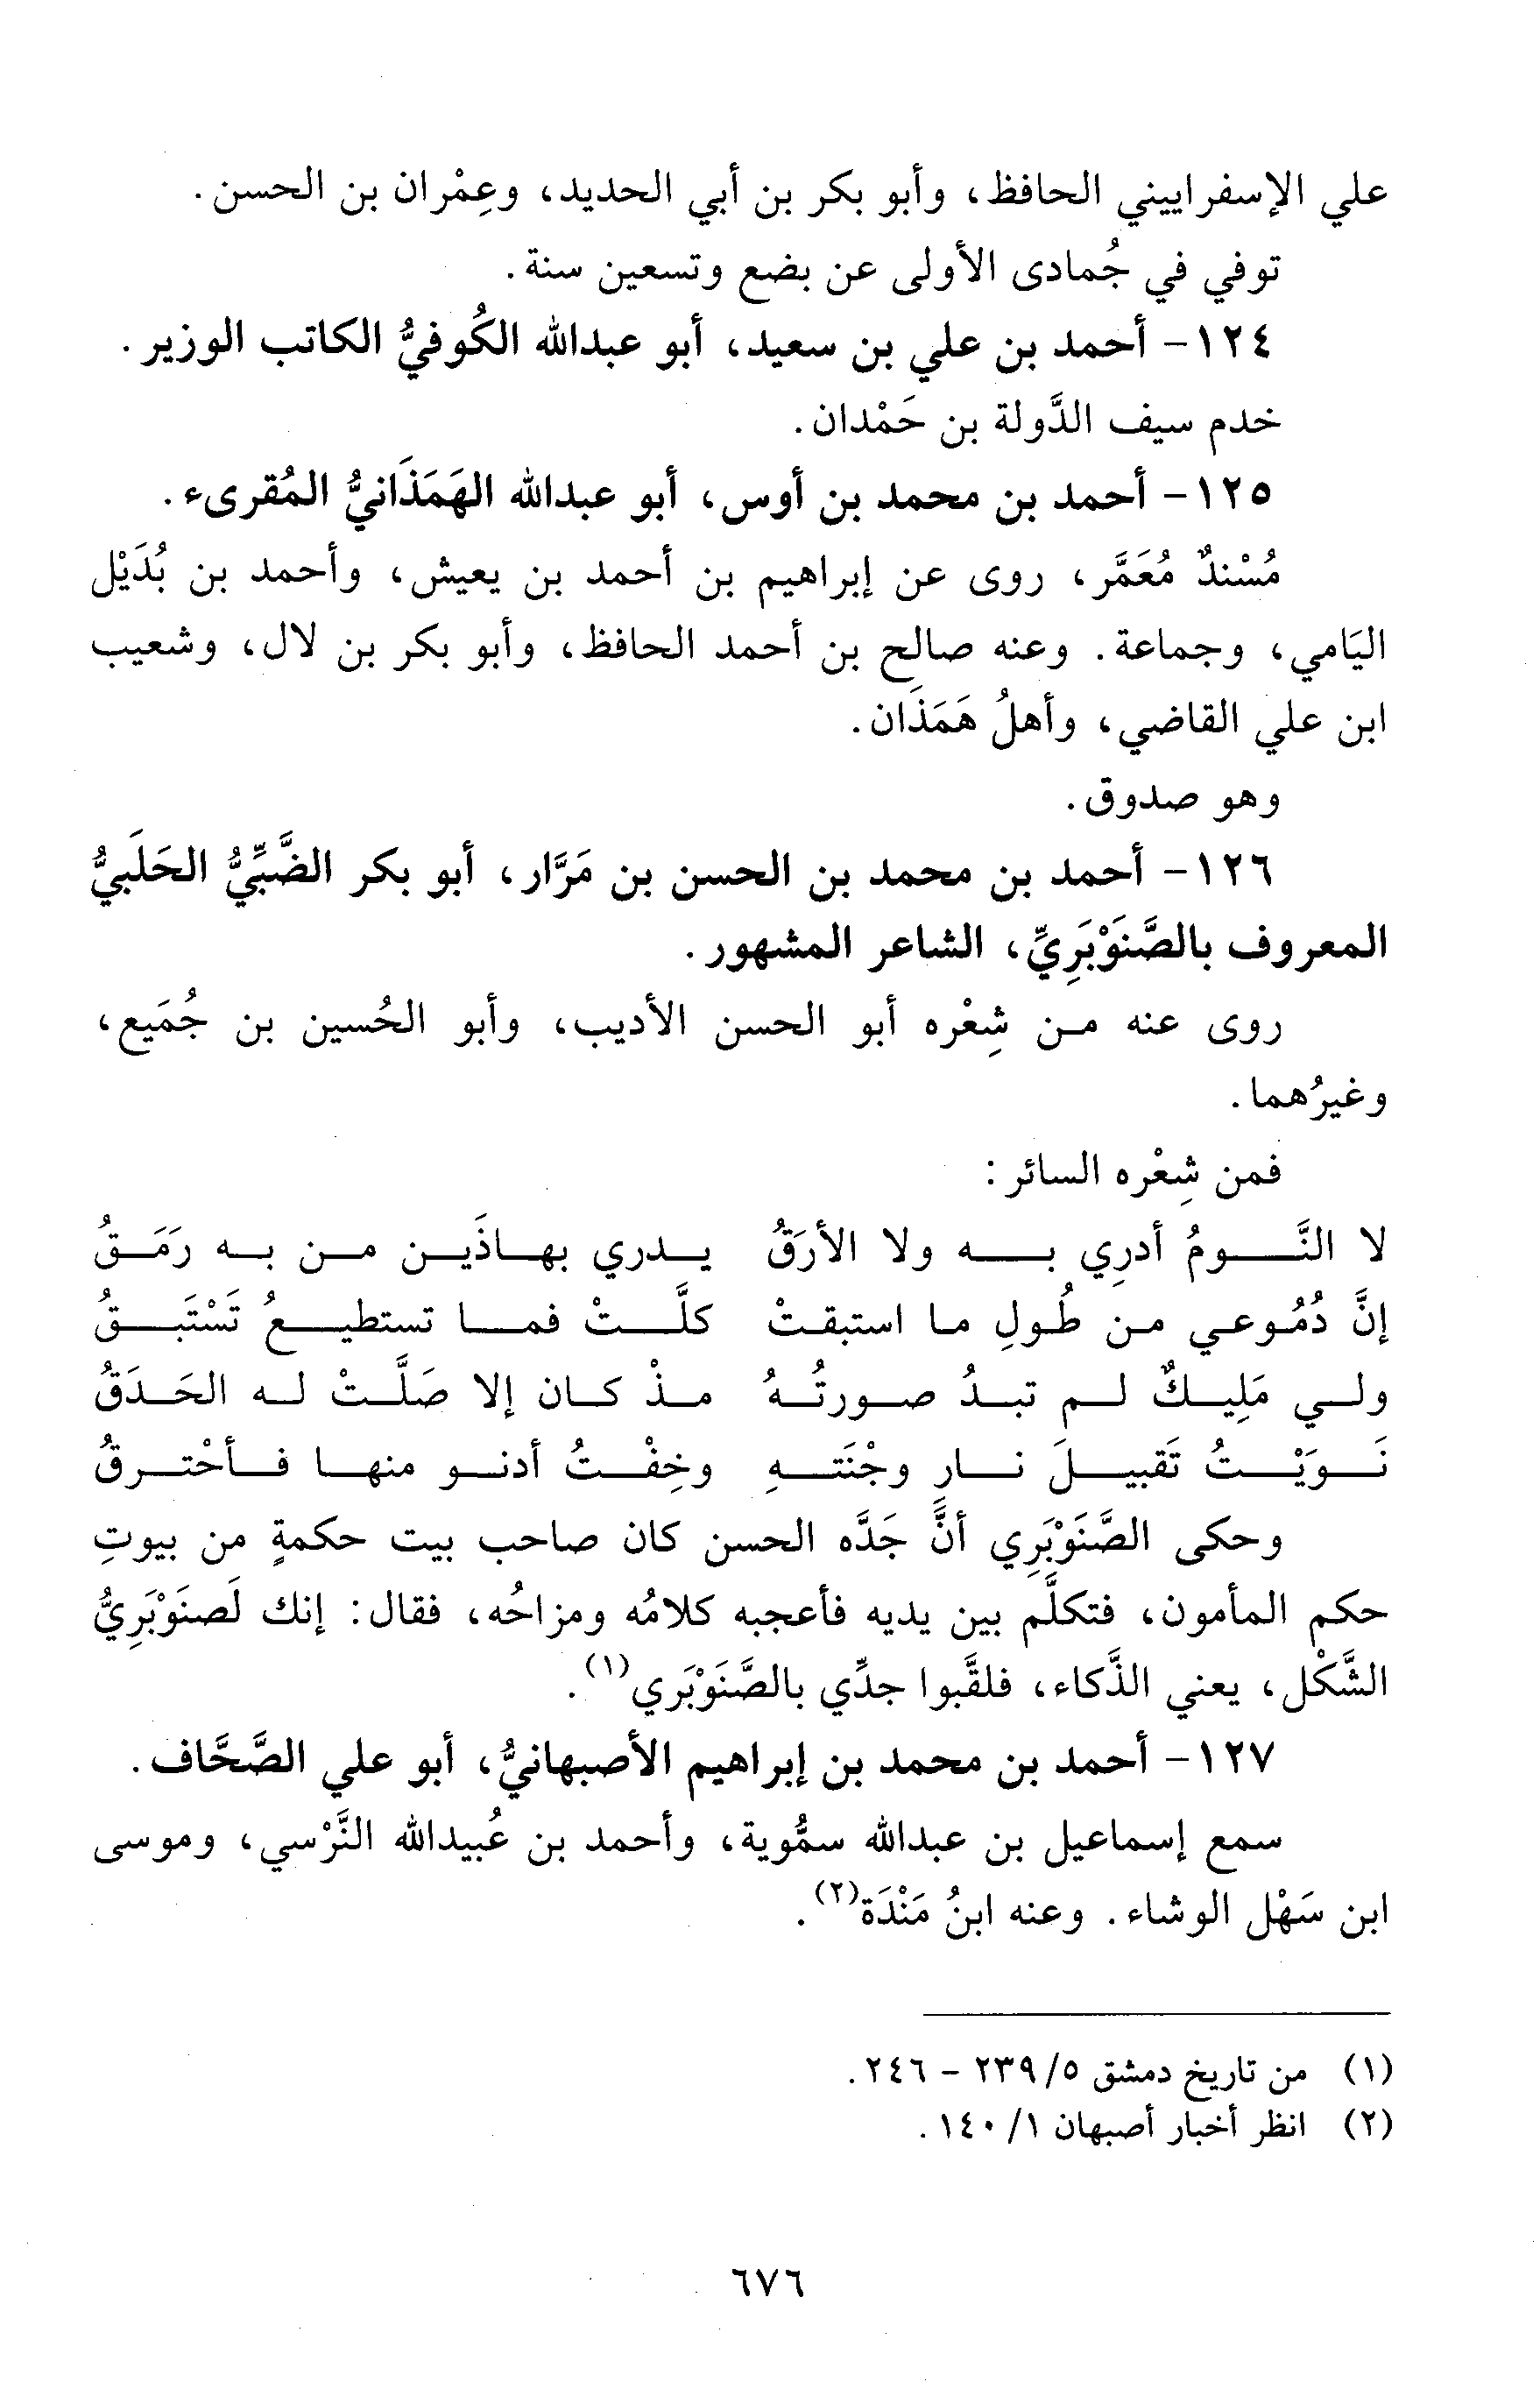 علي الإسفراييني الحافظ، وأبو بكر بن أبي الحديد، وعِمْران بن الحسن.
توفي في جُمادى الأولى عن بضع وتسعين سنة.
١٢٤- أحمد بن علي بن سعيد، أبو عبدالله الكُوفيُّ الكاتب الوزير.
خدم سيف الدَّولة بن حَمْدان.
١٢٥- أحمد بن محمد بن أوس، أبو عبدالله الهَمَذَانيُّ المُقرىء.
مُسْندٌ مُعَمَّر، روى عن إبراهيم بن أحمد بن يعيش، وأحمد بن بُدَيْل
اليَامي، وجماعة. وعنه صالح بن أحمد الحافظ، وأبو بكر بن لال، وشعيب
ابن علي القاضي، وأهلُ هَمَذَان.
وهو صدوق.
١٢٦- أحمد بن محمد بن الحسن بن مَرَّار، أبو بكر الضَّبِّيُّ الحَلَبيُّ
المعروف بالصَّنَوْبَرِيِّ، الشاعر المشهور.
روى عنه من شِعْره أبو الحسن الأديب، وأبو الحُسين بن جُمَيع،
وغيرُهما.
فمن شِعْره السائر:
لا النَّومُ أدرِي به ولا الأرَقُ يدري بهاذَين من به رَمَقُ
إنَّ دُمُوعي من طُولِ ما استبقتْ كلَّتْ فما تستطيعُ تَسْتَبَقُ
ولي مَلِيكٌ لم تبدُ صورتُهُ مذْ كان إلا صَلَّتْ له الحَدَقُ
نَوَيْتُ تَقبيلَ نار وجْنَتهِ وخِفْتُ أدنو منها فأحْترقُ
وحكى الصَّنَوْبَرِي أنَّ جَدَّه الحسن كان صاحب بيت حكمةٍ من بيوتِ
حكم المأمون، فتكلَّم بين يديه فأعجبه كلامُه ومزاحُه، فقال: إنك لَصنَوْبَرِيُّ
الشَّكْل، يعني الذَّكاء، فلقَّبوا جدِّي بالصَّنَوْبَري(١).
١٢٧- أحمد بن محمد بن إبراهيم الأصبهانيُّ، أبو علي الصَّحَّاف.
سمع إسماعيل بن عبدالله سمُّوية، وأحمد بن عُبيدالله النَّرْسي، وموسى
ابن سَهْل الوشاء. وعنه ابنُ مَنْدَة(٢).
(١) من تاريخ دمشق ٥/ ٢٣٩ - ٢٤٦.
(٢) انظر أخبار أصبهان ١/ ١٤٠.
٦٧٦